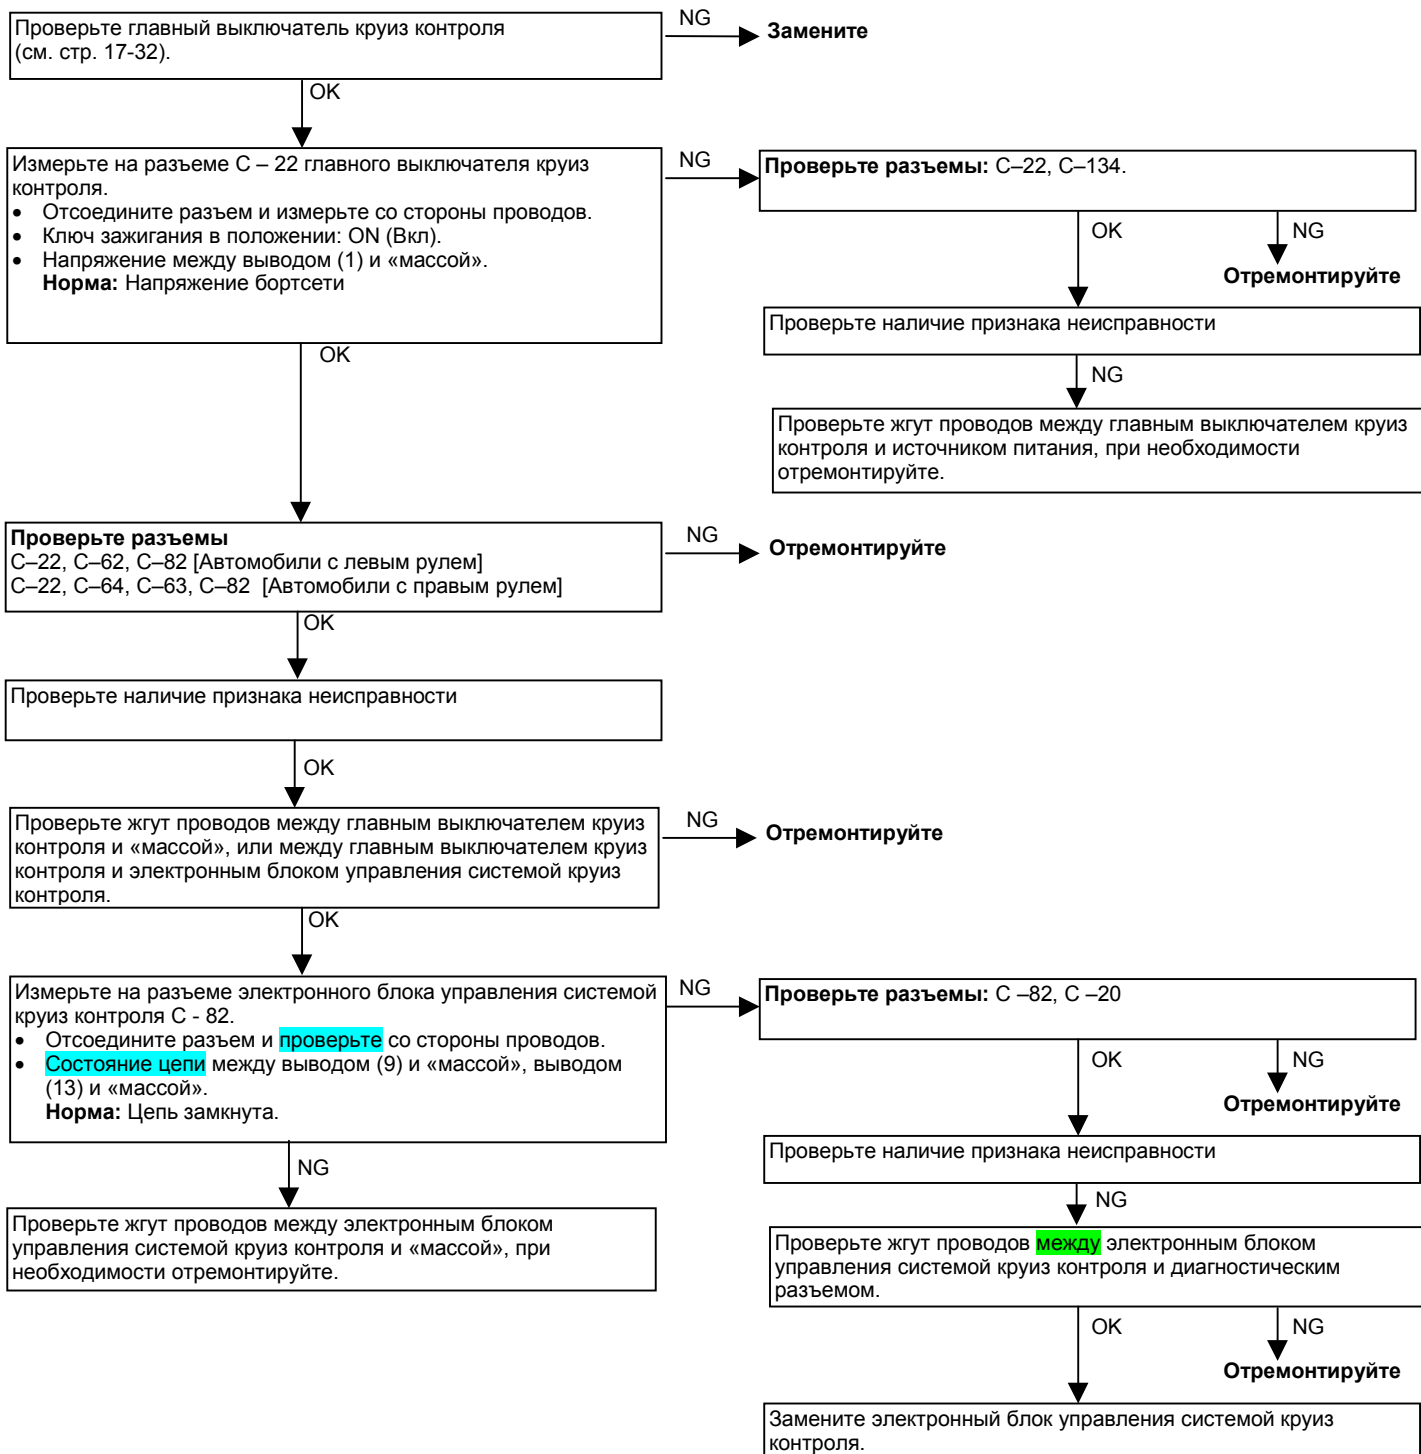 Проверьте главный выключатель круиз контроля
(см. стр. 17-32).
NG
Замените
OK
Измерьте на разъеме С – 22 главного выключателя круиз
контроля.
• Отсоедините разъем и измерьте со стороны проводов.
• Ключ зажигания в положении: ON (Вкл).
• Напряжение между выводом (1) и «массой».
Норма: Напряжение бортсети
NG
Проверьте разъемы: С–22, С–134.
OK
NG
Отремонтируйте
Проверьте наличие признака неисправности
NG
Проверьте жгут проводов между главным выключателем круиз
контроля и источником питания, при необходимости
отремонтируйте.
OK
Проверьте разъемы
С–22, С–62, С–82 [Автомобили с левым рулем]
С–22, С–64, С–63, С–82 [Автомобили с правым рулем]
NG
Отремонтируйте
OK
Проверьте наличие признака неисправности
OK
Проверьте жгут проводов между главным выключателем круиз
контроля и «массой», или между главным выключателем круиз
контроля и электронным блоком управления системой круиз
контроля.
NG
Отремонтируйте
OK
Измерьте на разъеме электронного блока управления системой
круиз контроля С - 82.
• Отсоедините разъем и проверьте со стороны проводов.
• Состояние цепи между выводом (9) и «массой», выводом
(13) и «массой».
Норма: Цепь замкнута.
NG
Проверьте разъемы: С –82, С –20
OK
NG
Отремонтируйте
Проверьте наличие признака неисправности
NG
Проверьте жгут проводов между электронным блоком
управления системой круиз контроля и диагностическим
разъемом.
OK
NG
Отремонтируйте
Замените электронный блок управления системой круиз
контроля.
NG
Проверьте жгут проводов между электронным блоком
управления системой круиз контроля и «массой», при
необходимости отремонтируйте.